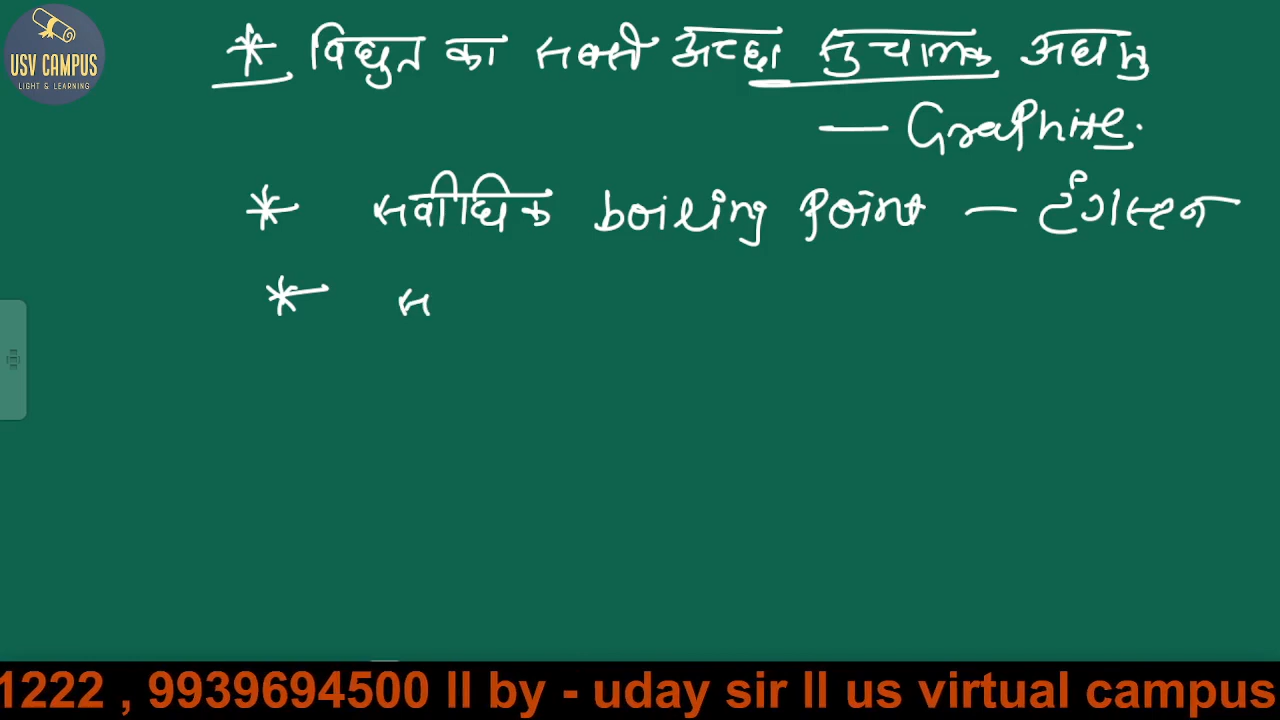 USV CAMPUS
LIGHT & LEARNING
* विद्युत का सबसे अच्छा सुचालक अधातु
— Graphite.
* सर्वाधिक boiling point — टंगस्टन
* स
1222 , 9939694500 ll by - uday sir ll us virtual campus